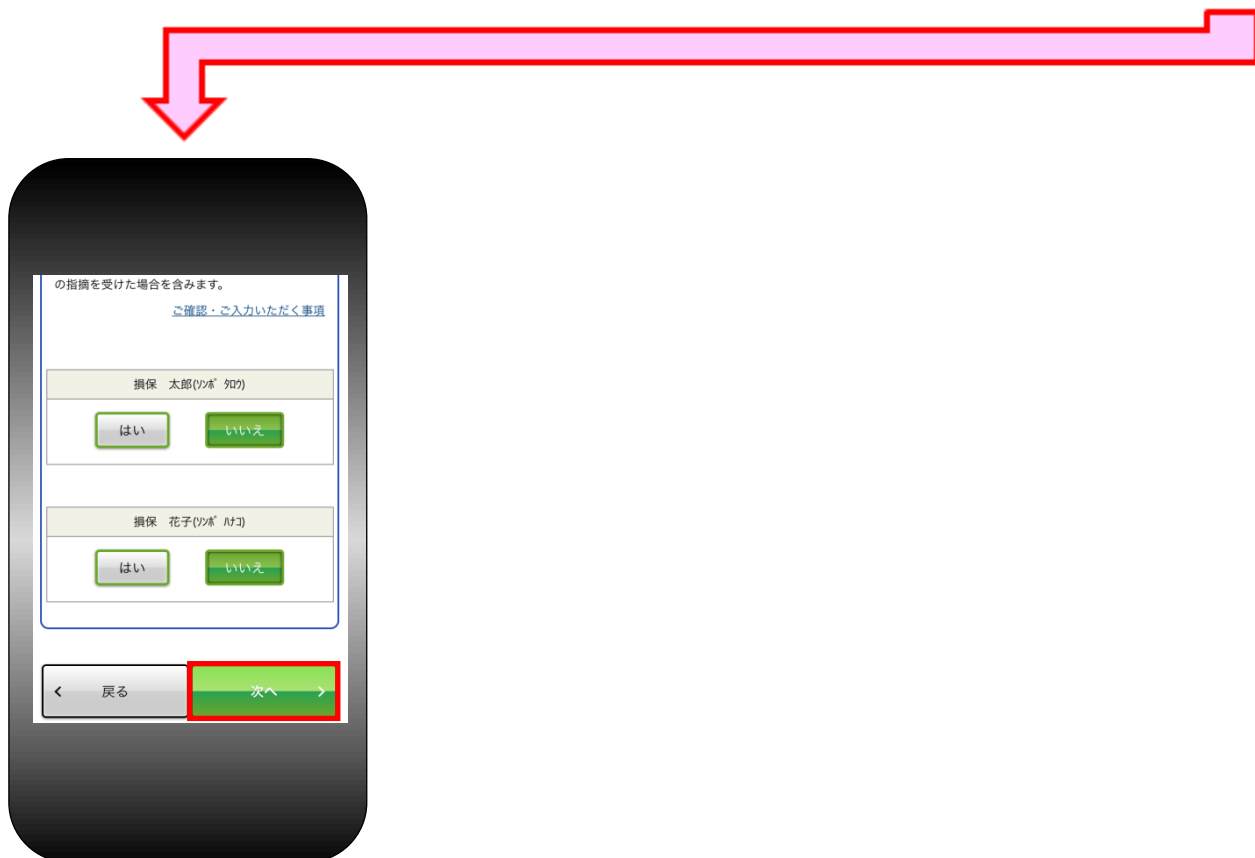 の指摘を受けた場合を含みます。
ご確認・ご入力いただく事項
損保　太郎(ｿﾝﾎﾟ ﾀﾛｳ)
はい いいえ
損保　花子(ｿﾝﾎﾟ ﾊﾅｺ)
はい いいえ
戻る 次へ